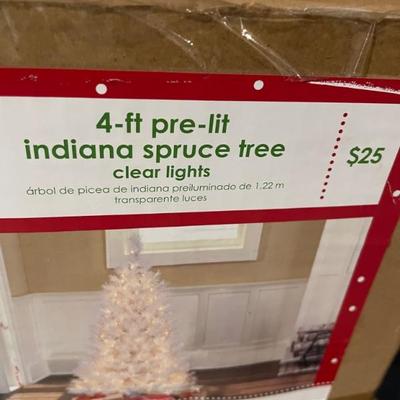 4-ft pre-lit
indiana spruce tree
clear lights
$25
árbol de picea de indiana preiluminado de 1.22 m
transparente luces